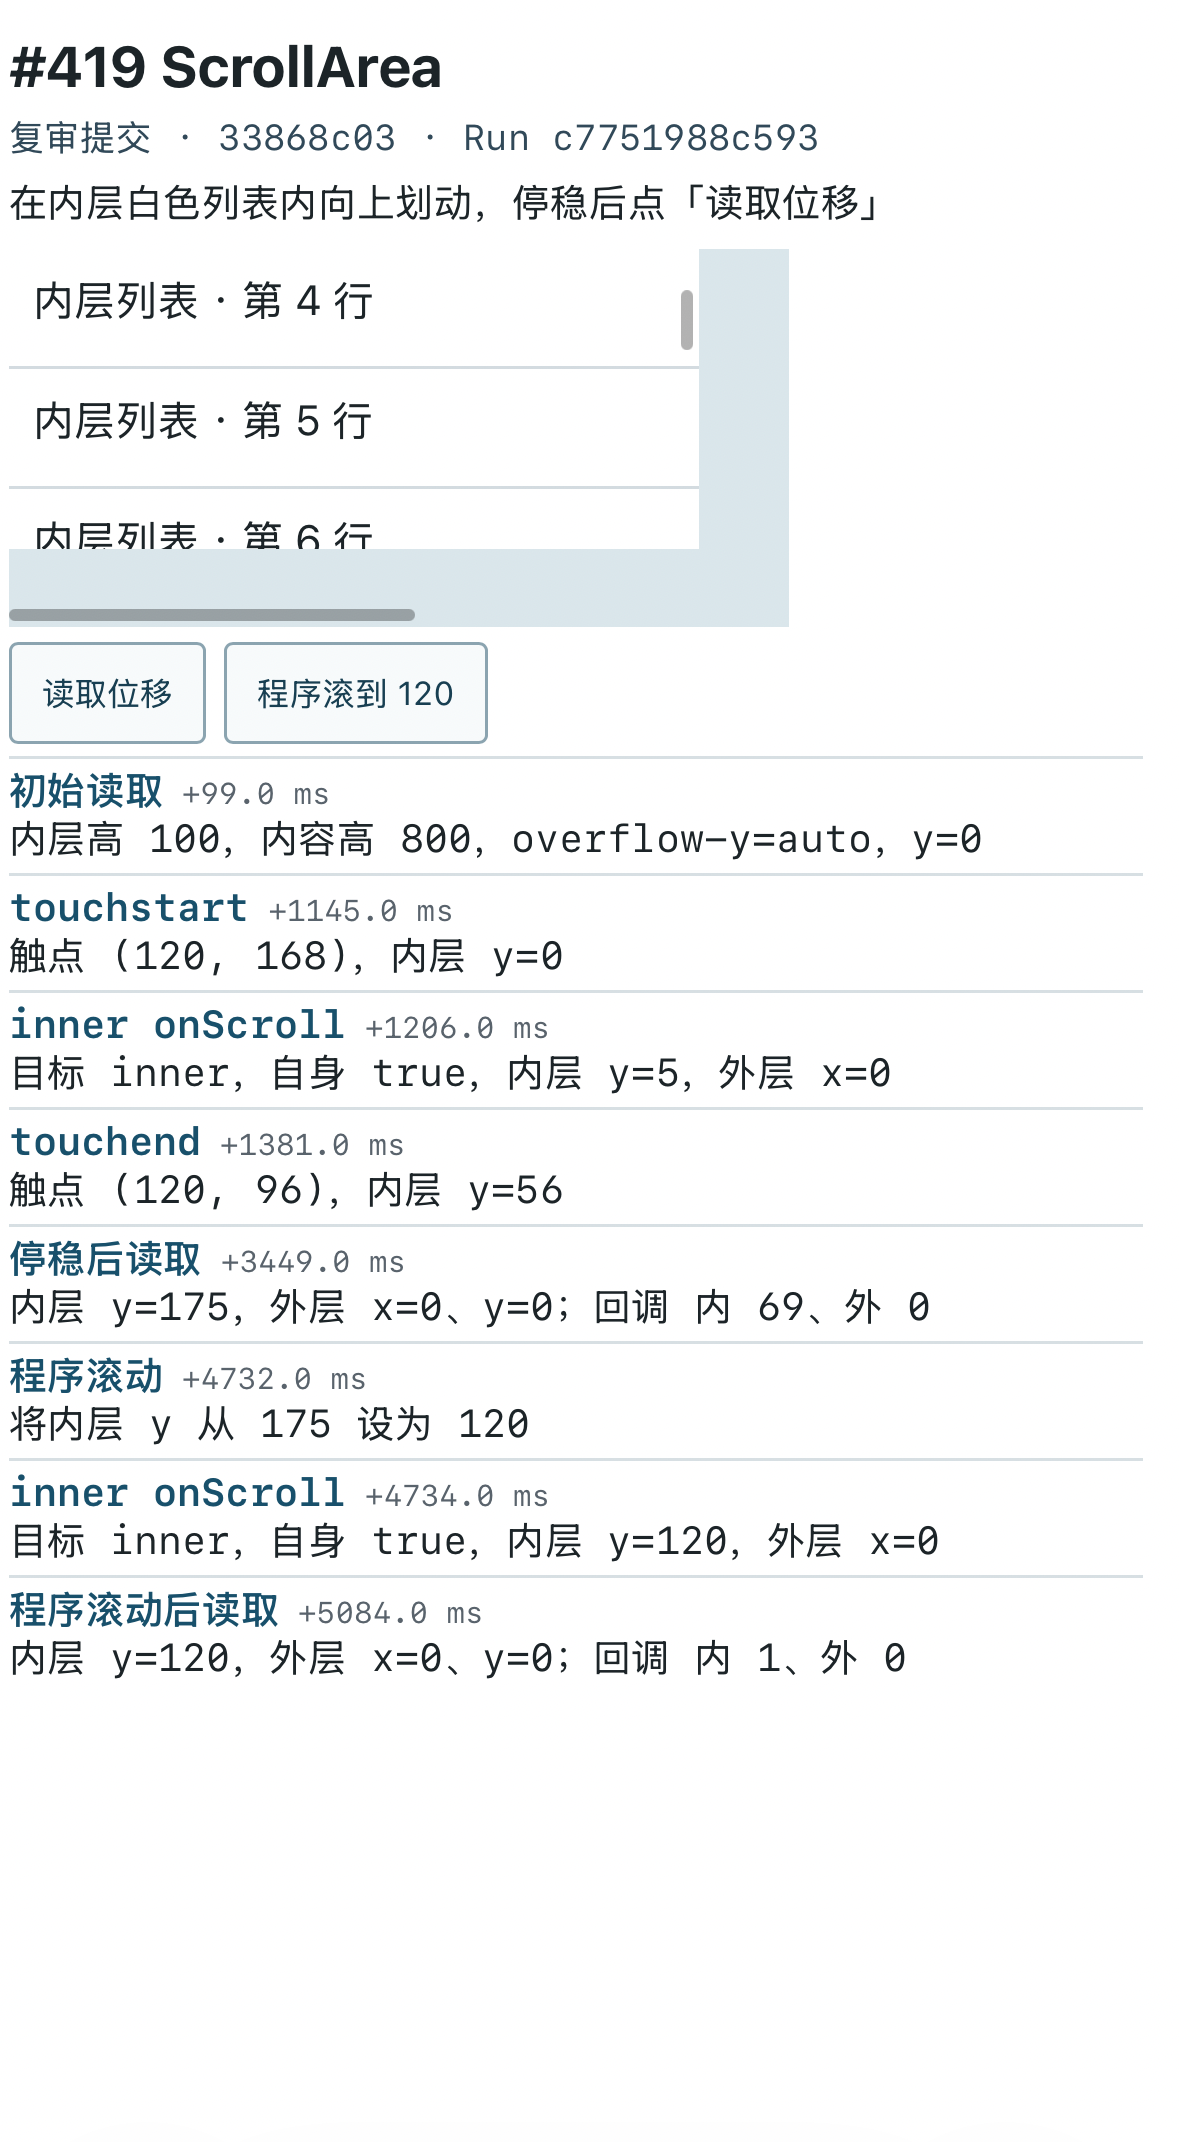 #419 ScrollArea
复审提交 · 33868c03 · Run c7751988c593
在内层白色列表内向上划动，停稳后点「读取位移」
内层列表 · 第 4 行
内层列表 · 第 5 行
内层列表 · 第 6 行
读取位移 程序滚到 120
初始读取 +99.0 ms
内层高 100，内容高 800，overflow-y=auto，y=0
touchstart +1145.0 ms
触点 (120, 168)，内层 y=0
inner onScroll +1206.0 ms
目标 inner，自身 true，内层 y=5，外层 x=0
touchend +1381.0 ms
触点 (120, 96)，内层 y=56
停稳后读取 +3449.0 ms
内层 y=175，外层 x=0、y=0；回调 内 69、外 0
程序滚动 +4732.0 ms
将内层 y 从 175 设为 120
inner onScroll +4734.0 ms
目标 inner，自身 true，内层 y=120，外层 x=0
程序滚动后读取 +5084.0 ms
内层 y=120，外层 x=0、y=0；回调 内 1、外 0